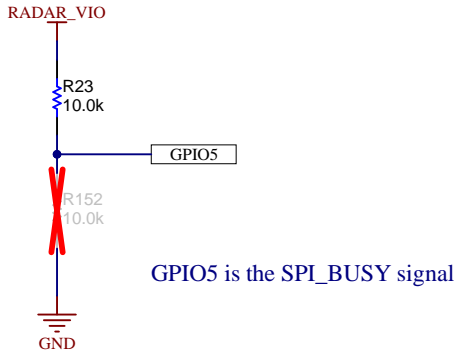 RADAR_VIO
R23
10.0k
GPIO5
R152
10.0k
GPIO5 is the SPI_BUSY signal
GND